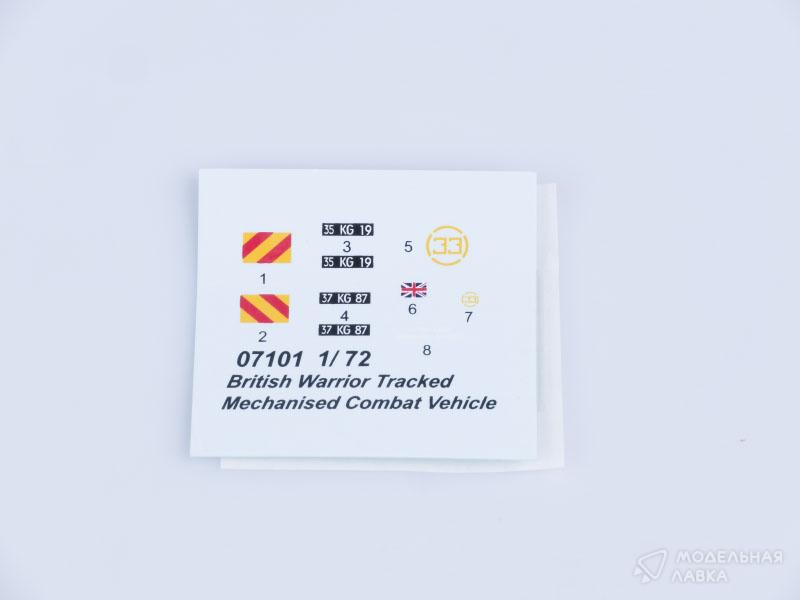 35 KG 19
3
35 KG 19
5
33
1
37 KG 87
4
37 KG 87
6
33
7
2
8
07101 1/72
British Warrior Tracked
Mechanised Combat Vehicle
МОДЕЛЬНАЯ
ЛАВКА